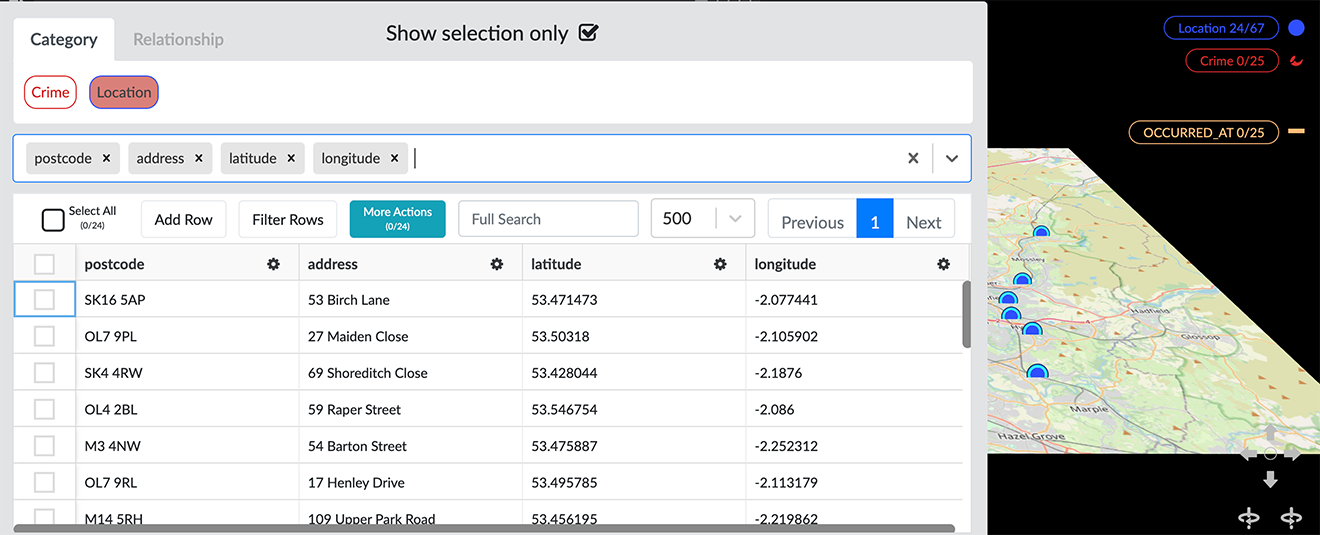 Category
Relationship
Show selection only
Crime
Location
postcode × address × latitude × longitude ×
Select All
(0/24)
Add Row
Filter Rows
More Actions
(0/24)
Full Search
500
Previous 1 Next
postcode address latitude longitude
SK16 5AP 53 Birch Lane 53.471473 -2.077441
OL7 9PL 27 Maiden Close 53.50318 -2.105902
SK4 4RW 69 Shoreditch Close 53.428044 -2.1876
OL4 2BL 59 Raper Street 53.546754 -2.086
M3 4NW 54 Barton Street 53.475887 -2.252312
OL7 9RL 17 Henley Drive 53.495785 -2.113179
M14 5RH 109 Upper Park Road 53.456195 -2.219862
Location 24/67
Crime 0/25
OCCURRED_AT 0/25
Mossley
Hadfield
Glossop
Marple
Hazel Grove